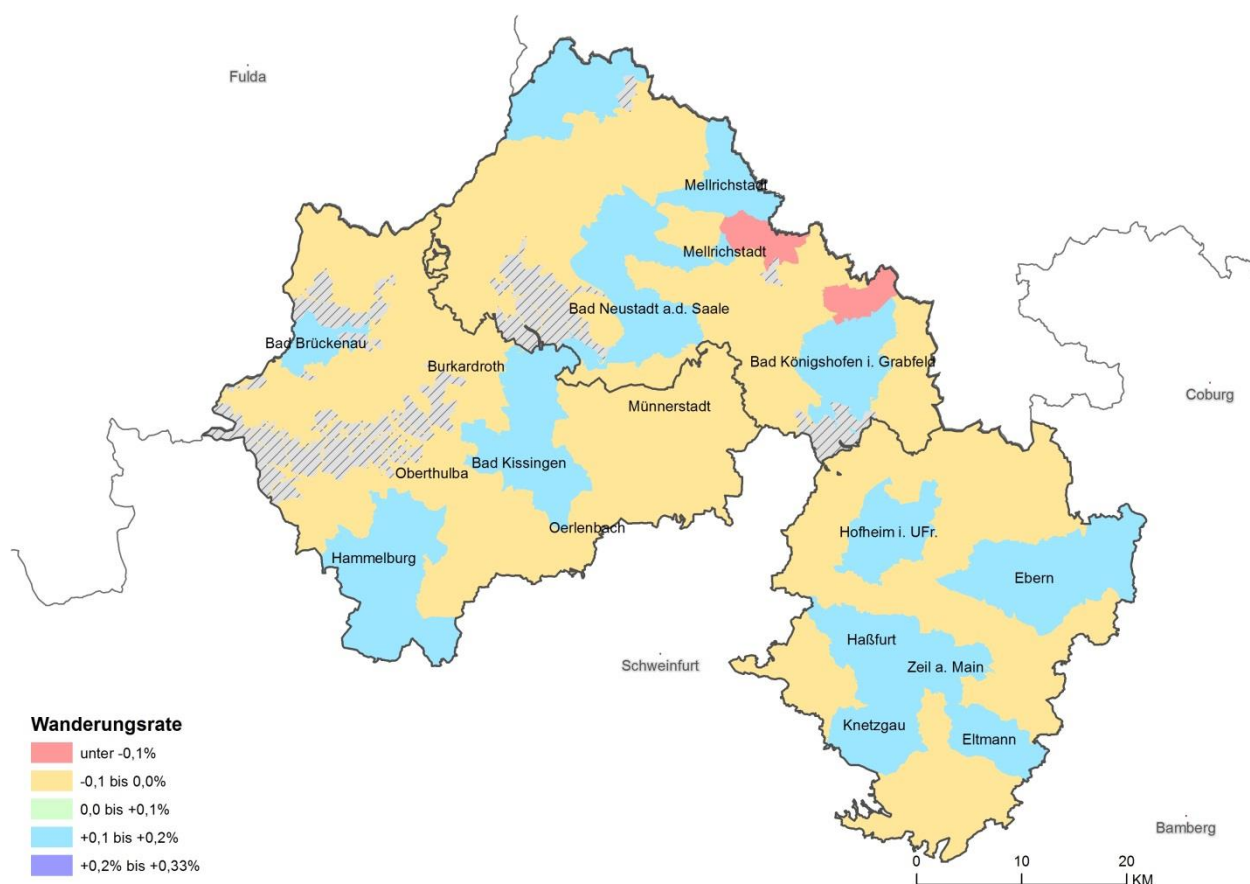 Fulda
Mellrichstadt
Mellrichstadt
Bad Neustadt a.d. Saale
Bad Brückenau
Burkardroth
Bad Königshofen i. Grabfeld
Coburg
Münnerstadt
Bad Kissingen
Oberthulba
Oerlenbach
Hofheim i. UFr.
Hammelburg
Ebern
Haßfurt
Schweinfurt
Zeil a. Main
Knetzgau
Eltmann
Wanderungsrate
unter -0,1%
-0,1 bis 0,0%
0,0 bis +0,1%
+0,1 bis +0,2%
+0,2% bis +0,33%
Bamberg
0 10 20
KM